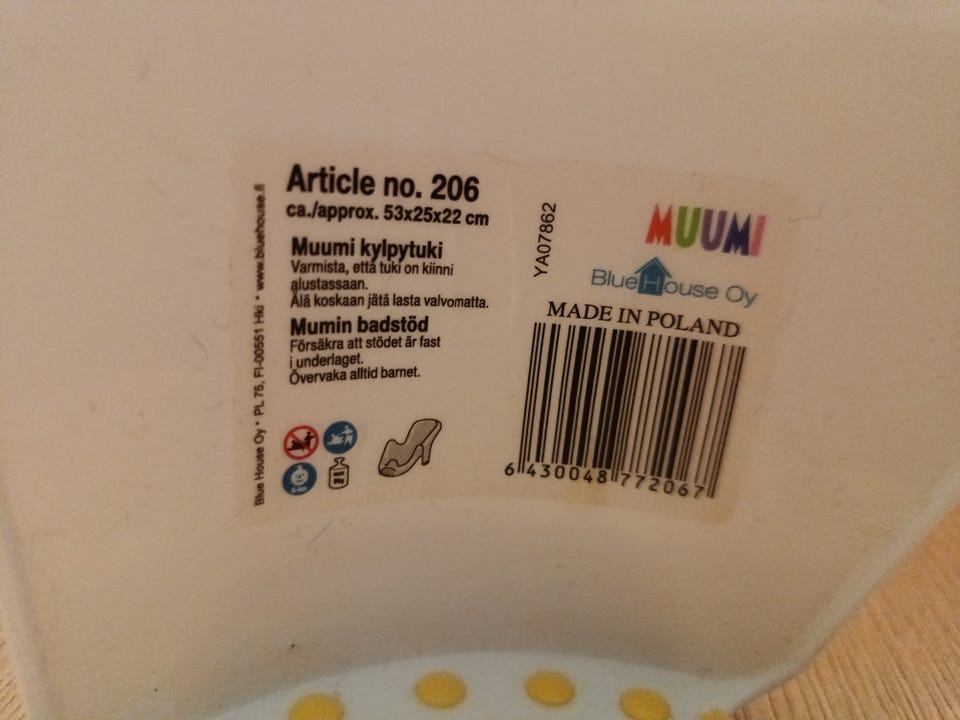 Article no. 206
ca./approx. 53x25x22 cm
Muumi kylpytuki
Varmista, että tuki on kiinni
alustassaan.
Älä koskaan jätä lasta valvomatta.
Mumin badstöd
Försäkra att stödet är fast
i underlaget.
Övervaka alltid barnet.
Blue House Oy • PL 75, FI-00551 Hki • www.bluehouse.fi
YA07862
MUUMI
BlueHouse Oy
MADE IN POLAND
6 430048 772067